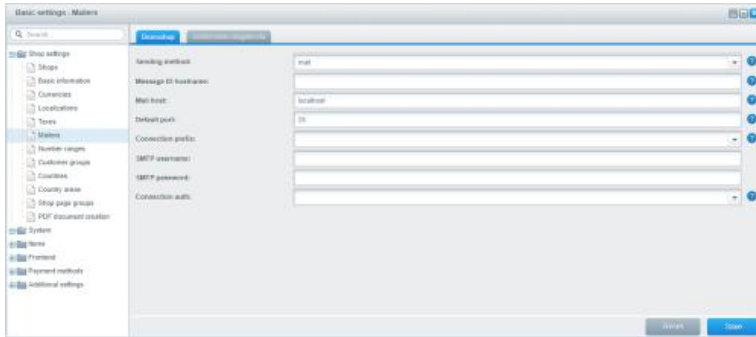 Basic settings - Mailers
Search...
Shop settings
Shops
Basic information
Currencies
Localizations
Taxes
Mailers
Number ranges
Customer groups
Countries
Country areas
Shop page groups
PDF document creation
System
Items
Frontend
Payment methods
Additional settings
Demoshop
Sending method:
mail
Message ID hostname:
Mail host:
localhost
Default port:
25
Connection prefix:
SMTP username:
SMTP password:
Connection auth:
Reset
Save